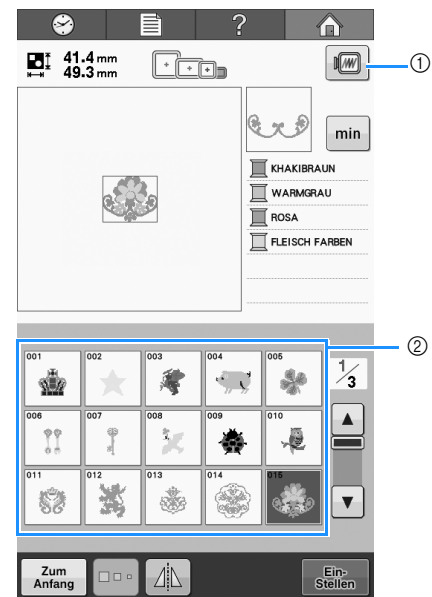 ?
41.4 mm
49.3 mm
①
min
KHAKIBRAUN
WARMGRAU
ROSA
FLEISCH FARBEN
②
001 002 003 004 005
1/3
006 007 008 009 010
011 012 013 014 015
Zum
Anfang
Ein-
Stellen